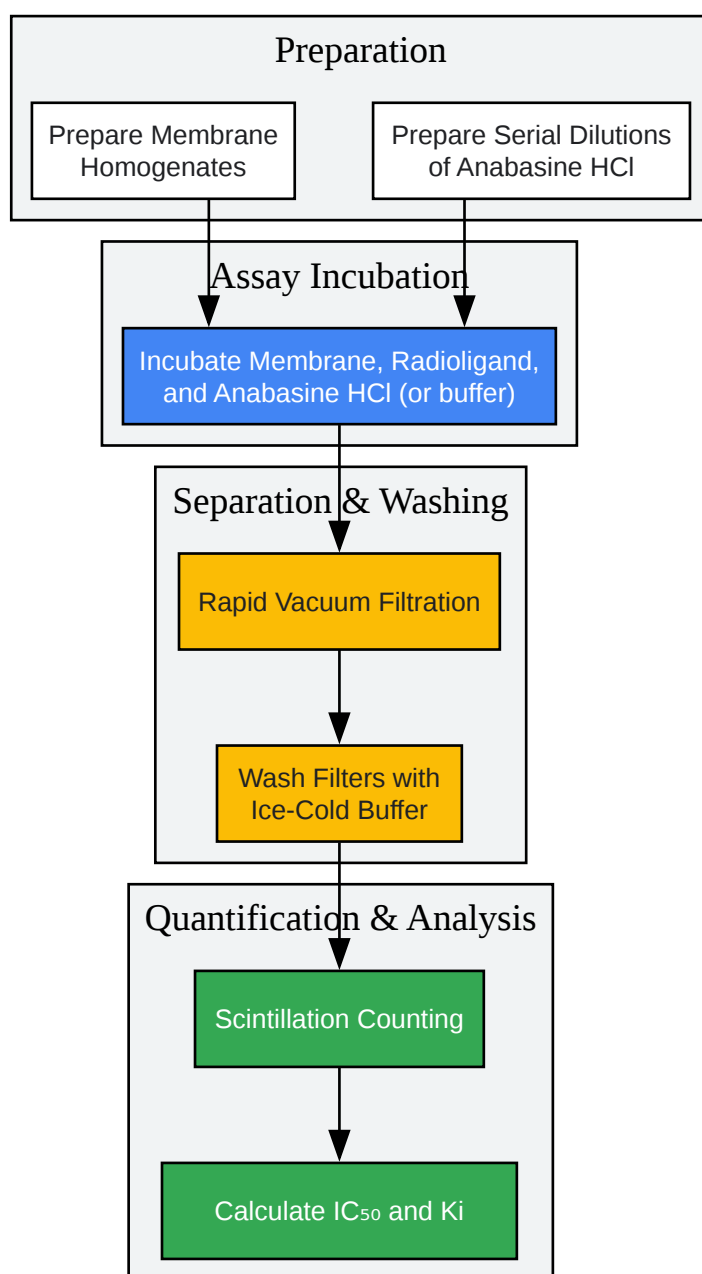 Preparation
Prepare Membrane
Homogenates
Prepare Serial Dilutions
of Anabasine HCl
Assay Incubation
Incubate Membrane, Radioligand,
and Anabasine HCl (or buffer)
Separation & Washing
Rapid Vacuum Filtration
Wash Filters with
Ice-Cold Buffer
Quantification & Analysis
Scintillation Counting
Calculate IC₅₀ and Ki